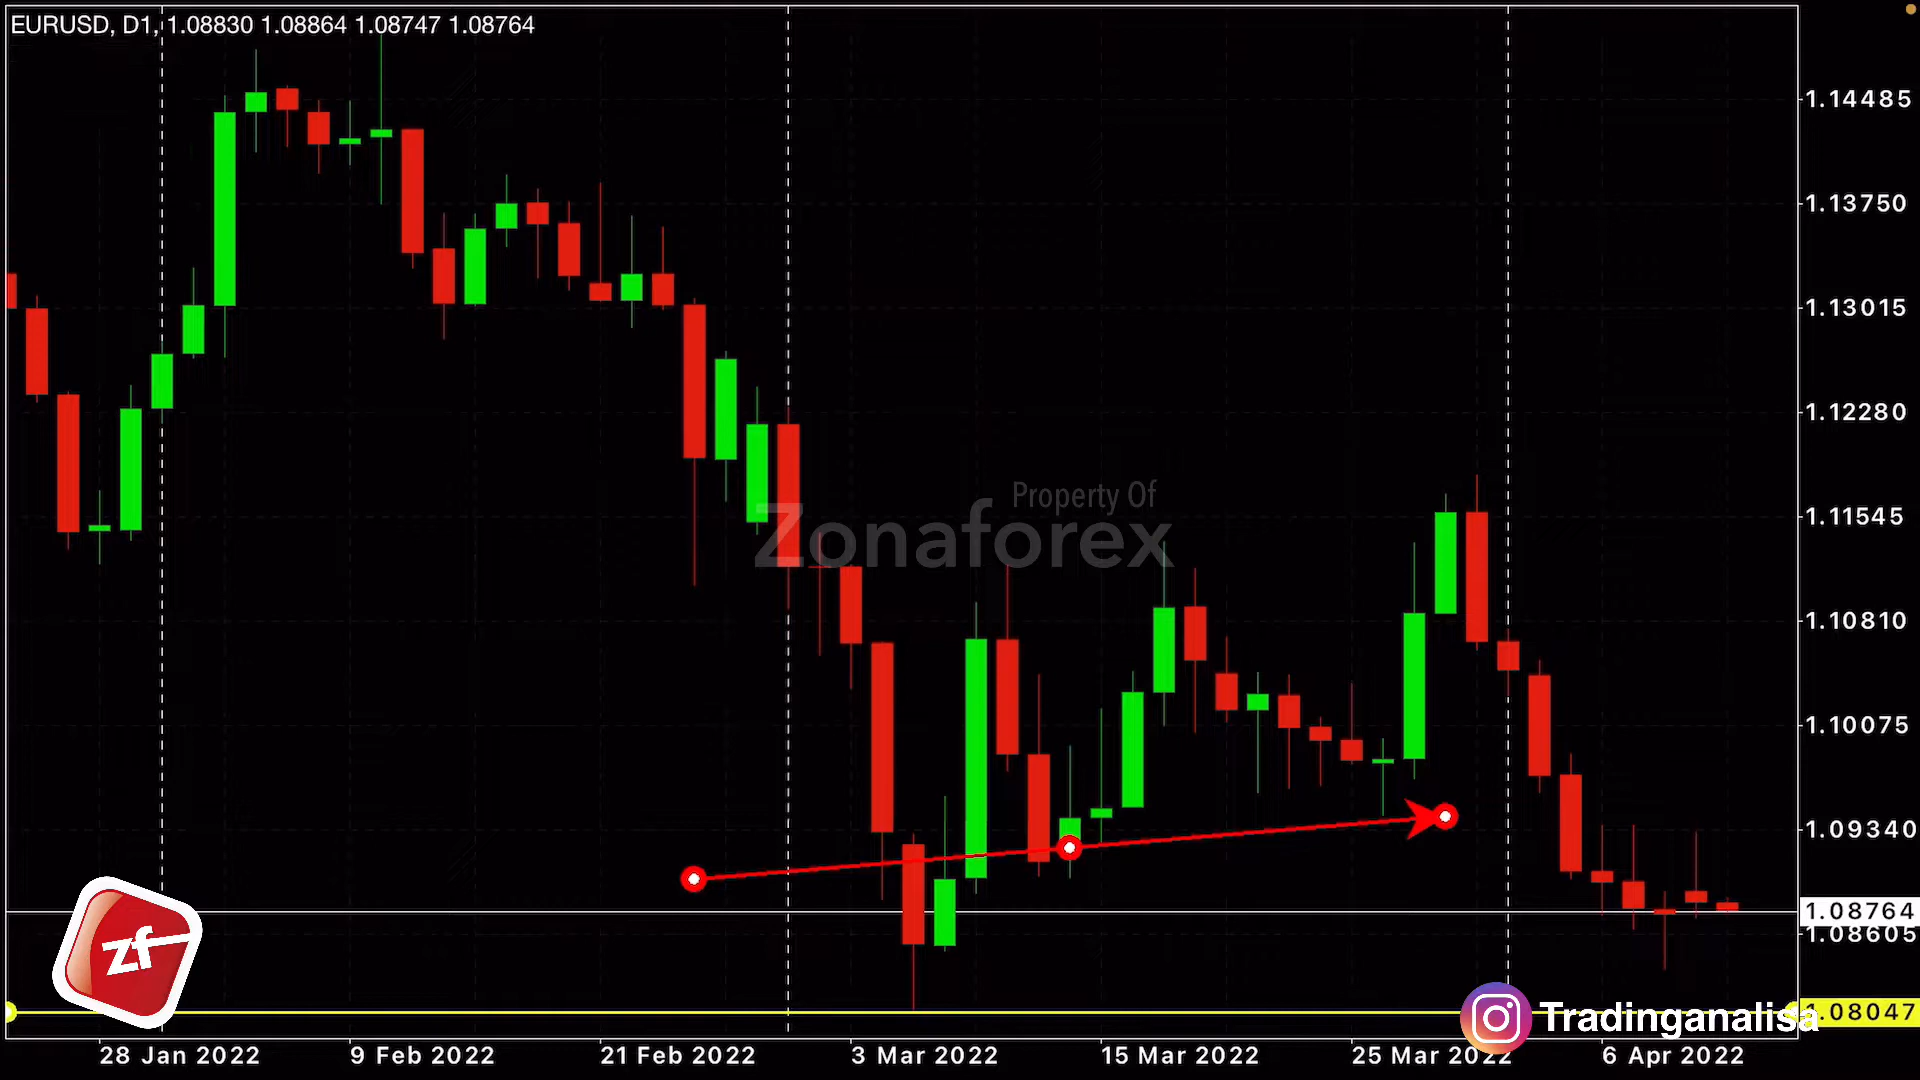 EURUSD, D1, 1.08830 1.08864 1.08747 1.08764
1.14485
1.13750
1.13015
1.12280
Property Of
Zonaforex
1.11545
1.10810
1.10075
1.09340
1.08764
1.08605
zf
Tradinganalisa
1.08047
28 Jan 2022 9 Feb 2022 21 Feb 2022 3 Mar 2022 15 Mar 2022 25 Mar 2022 6 Apr 2022